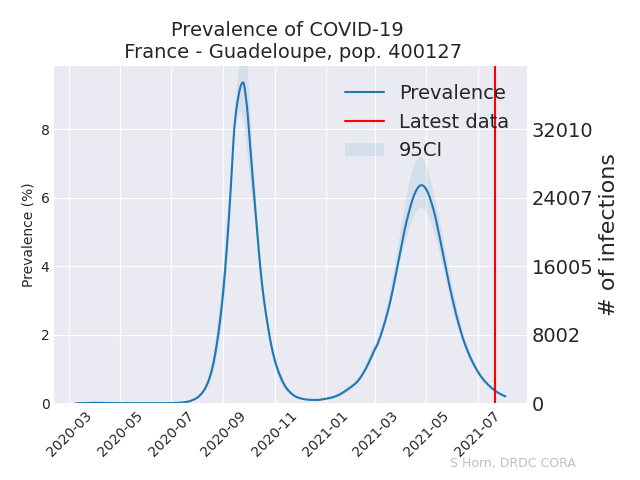 Prevalence of COVID-19
France - Guadeloupe, pop. 400127
Prevalence
Latest data
95CI
Prevalence (%)
8
6
4
2
0
32010
24007
16005
8002
0
# of infections
2020-03
2020-05
2020-07
2020-09
2020-11
2021-01
2021-03
2021-05
2021-07
S Horn, DRDC CORA